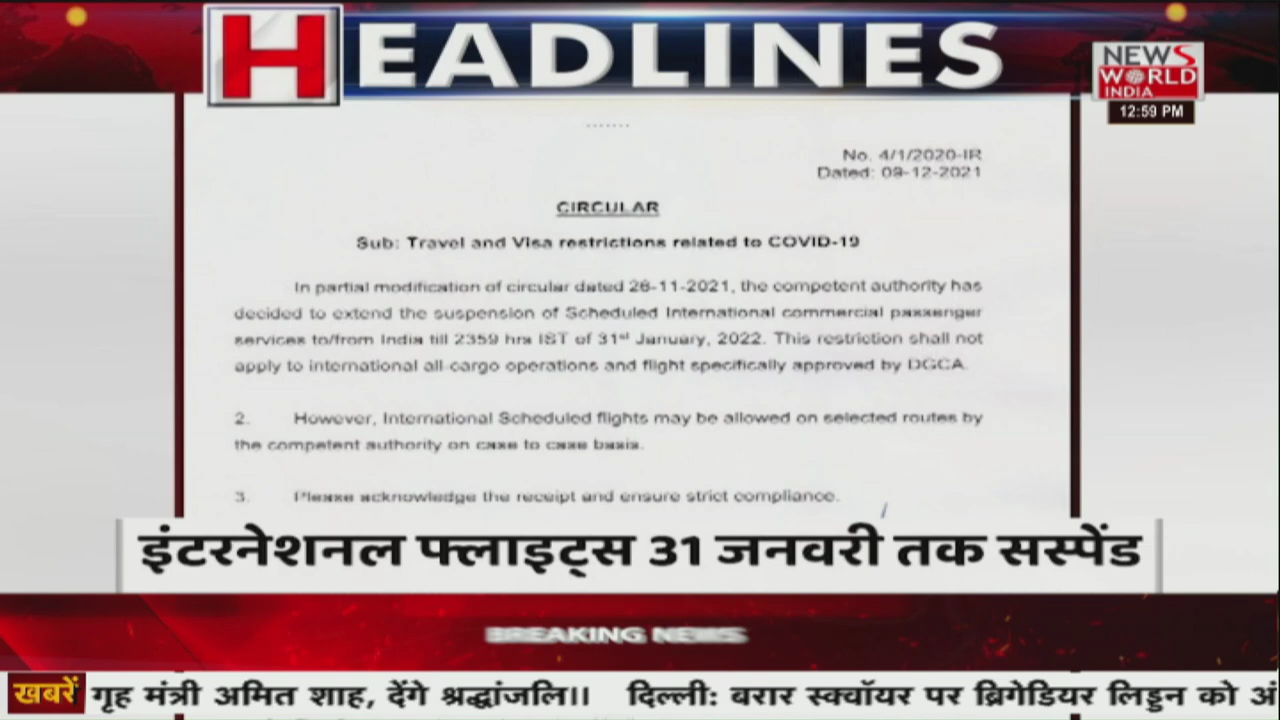 HEADLINES
NEWS
WORLD
INDIA
12:59 PM
No. 4/1/2020-IR
Dated: 09-12-2021
CIRCULAR
Sub: Travel and Visa restrictions related to COVID-19
In partial modification of circular dated 26-11-2021, the competent authority has
decided to extend the suspension of Scheduled International commercial passenger
services to/from India till 2359 hrs IST of 31st January, 2022. This restriction shall not
apply to international all-cargo operations and flight specifically approved by DGCA.
2. However, International Scheduled flights may be allowed on selected routes by
the competent authority on case to case basis.
3. Please acknowledge the receipt and ensure strict compliance.
इंटरनेशनल फ्लाइट्स 31 जनवरी तक सस्पेंड
BREAKING NEWS
खबरें गृह मंत्री अमित शाह, देंगे श्रद्धांजलि।। दिल्ली: बरार स्क्वॉयर पर ब्रिगेडियर लिड्डन को अं